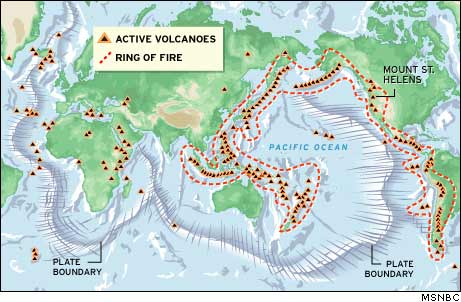 ACTIVE VOLCANOES
RING OF FIRE
MOUNT ST.
HELENS
PACIFIC OCEAN
PLATE
BOUNDARY
PLATE
BOUNDARY
MSNBC